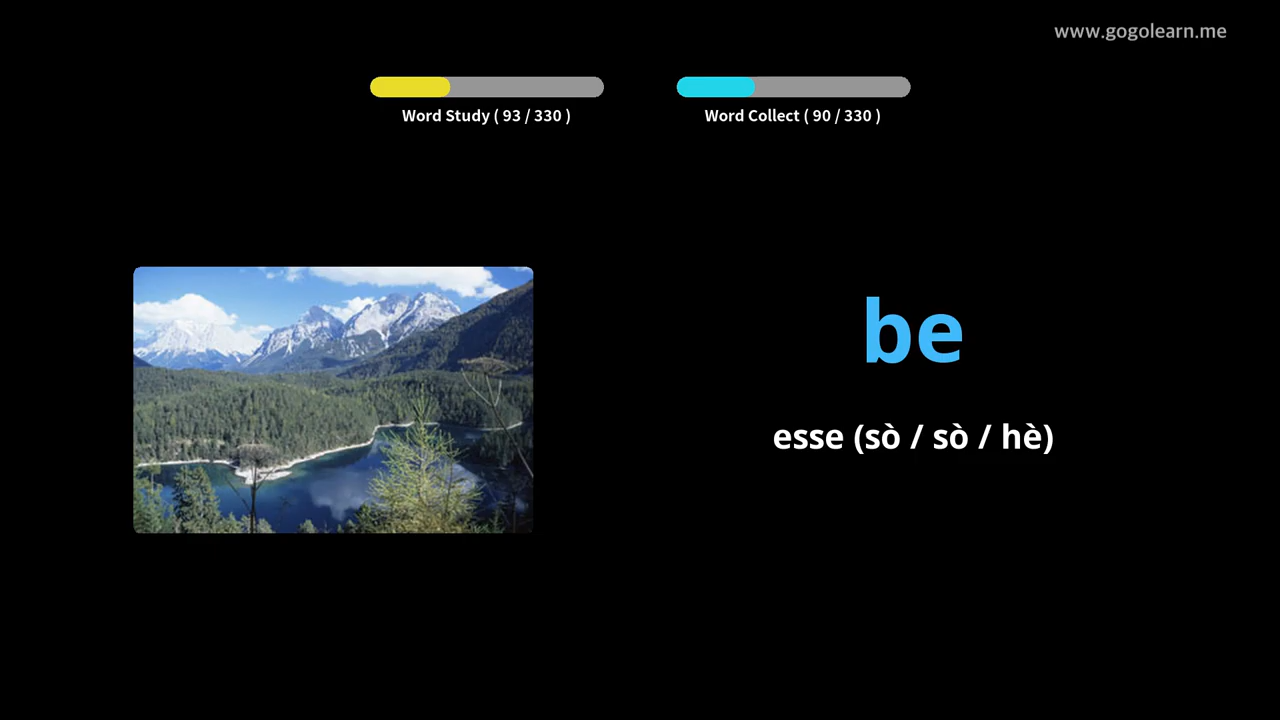 www.gogolearn.me
Word Study ( 93 / 330 )
Word Collect ( 90 / 330 )
be
esse (sò / sò / hè)